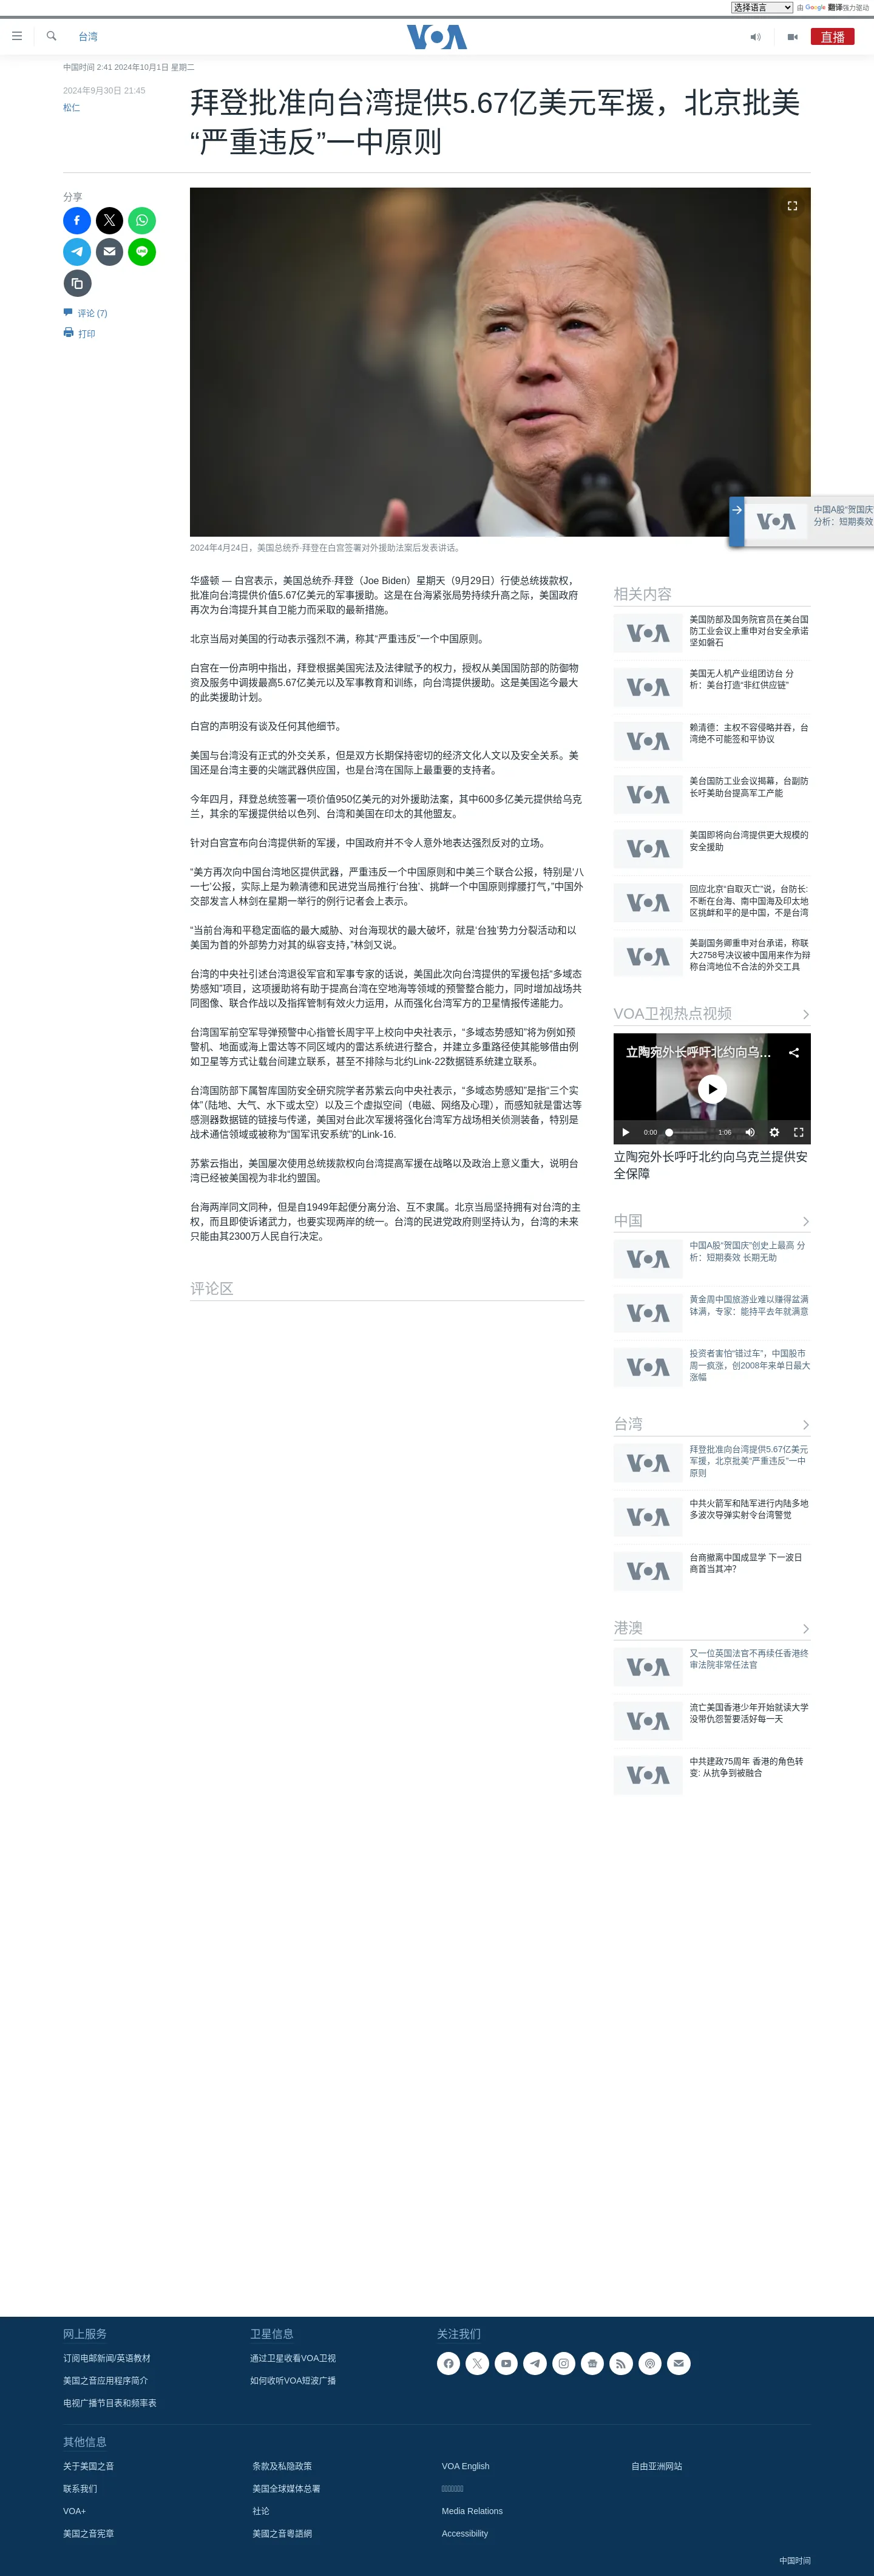 选择语言 由 Google 翻译强力驱动
台湾
VOA
直播
中国时间 2:41 2024年10月1日 星期二
2024年9月30日 21:45
松仁
拜登批准向台湾提供5.67亿美元军援，北京批美
“严重违反”一中原则
分享
评论 (7)
打印
2024年4月24日，美国总统乔·拜登在白宫签署对外援助法案后发表讲话。
中国A股“贺国庆
分析：短期奏效
华盛顿 — 白宫表示，美国总统乔·拜登（Joe Biden）星期天（9月29日）行使总统拨款权，
批准向台湾提供价值5.67亿美元的军事援助。这是在台海紧张局势持续升高之际，美国政府
再次为台湾提升其自卫能力而采取的最新措施。
北京当局对美国的行动表示强烈不满，称其“严重违反”一个中国原则。
白宫在一份声明中指出，拜登根据美国宪法及法律赋予的权力，授权从美国国防部的防御物
资及服务中调拨最高5.67亿美元以及军事教育和训练，向台湾提供援助。这是美国迄今最大
的此类援助计划。
白宫的声明没有谈及任何其他细节。
美国与台湾没有正式的外交关系，但是双方长期保持密切的经济文化人文以及安全关系。美
国还是台湾主要的尖端武器供应国，也是台湾在国际上最重要的支持者。
今年四月，拜登总统签署一项价值950亿美元的对外援助法案，其中600多亿美元提供给乌克
兰，其余的军援提供给以色列、台湾和美国在印太的其他盟友。
针对白宫宣布向台湾提供新的军援，中国政府并不令人意外地表达强烈反对的立场。
“美方再次向中国台湾地区提供武器，严重违反一个中国原则和中美三个联合公报，特别是‘八
一七’公报，实际上是为赖清德和民进党当局推行‘台独’、挑衅一个中国原则撑腰打气，”中国外
交部发言人林剑在星期一举行的例行记者会上表示。
“当前台海和平稳定面临的最大威胁、对台海现状的最大破坏，就是‘台独’势力分裂活动和以
美国为首的外部势力对其的纵容支持，”林剑又说。
台湾的中央社引述台湾退役军官和军事专家的话说，美国此次向台湾提供的军援包括“多域态
势感知”项目，这项援助将有助于提高台湾在空地海等领域的预警整合能力，同时增加战场共
同图像、联合作战以及指挥管制有效火力运用，从而强化台湾军方的卫星情报传递能力。
台湾国军前空军导弹预警中心指管长周宇平上校向中央社表示，“多域态势感知”将为例如预
警机、地面或海上雷达等不同区域内的雷达系统进行整合，并建立多重路径使其能够借由例
如卫星等方式让载台间建立联系，甚至不排除与北约Link-22数据链系统建立联系。
台湾国防部下属智库国防安全研究院学者苏紫云向中央社表示，“多域态势感知”是指“三个实
体”（陆地、大气、水下或太空）以及三个虚拟空间（电磁、网络及心理），而感知就是雷达等
感测器数据链的链接与传递，美国对台此次军援将强化台湾军方战场相关侦测装备，特别是
战术通信领域或被称为“国军讯安系统”的Link-16.
苏紫云指出，美国屡次使用总统拨款权向台湾提高军援在战略以及政治上意义重大，说明台
湾已经被美国视为非北约盟国。
台海两岸同文同种，但是自1949年起便分离分治、互不隶属。北京当局坚持拥有对台湾的主
权，而且即使诉诸武力，也要实现两岸的统一。台湾的民进党政府则坚持认为，台湾的未来
只能由其2300万人民自行决定。
评论区
相关内容
美国防部及国务院官员在美台国
防工业会议上重申对台安全承诺
坚如磐石
美国无人机产业组团访台 分
析：美台打造“非红供应链”
赖清德：主权不容侵略并吞，台
湾绝不可能签和平协议
美台国防工业会议揭幕，台副防
长吁美助台提高军工产能
美国即将向台湾提供更大规模的
安全援助
回应北京“自取灭亡”说，台防长:
不断在台海、南中国海及印太地
区挑衅和平的是中国，不是台湾
美副国务卿重申对台承诺，称联
大2758号决议被中国用来作为辩
称台湾地位不合法的外交工具
VOA卫视热点视频
立陶宛外长呼吁北约向乌...
0:00 1:06
立陶宛外长呼吁北约向乌克兰提供安
全保障
中国
中国A股“贺国庆”创史上最高 分
析：短期奏效 长期无助
黄金周中国旅游业难以赚得盆满
钵满，专家：能持平去年就满意
投资者害怕“错过车”，中国股市
周一疯涨，创2008年来单日最大
涨幅
台湾
拜登批准向台湾提供5.67亿美元
军援，北京批美“严重违反”一中
原则
中共火箭军和陆军进行内陆多地
多波次导弹实射令台湾警觉
台商撤离中国成显学 下一波日
商首当其冲?
港澳
又一位英国法官不再续任香港终
审法院非常任法官
流亡美国香港少年开始就读大学
没带仇怨誓要活好每一天
中共建政75周年 香港的角色转
变: 从抗争到被融合
网上服务
订阅电邮新闻/英语教材
美国之音应用程序简介
电视广播节目表和频率表
卫星信息
通过卫星收看VOA卫视
如何收听VOA短波广播
关注我们
其他信息
关于美国之音
联系我们
VOA+
美国之音宪章
条款及私隐政策
美国全球媒体总署
社论
美國之音粵語網
VOA English
Media Relations
Accessibility
自由亚洲网站
中国时间